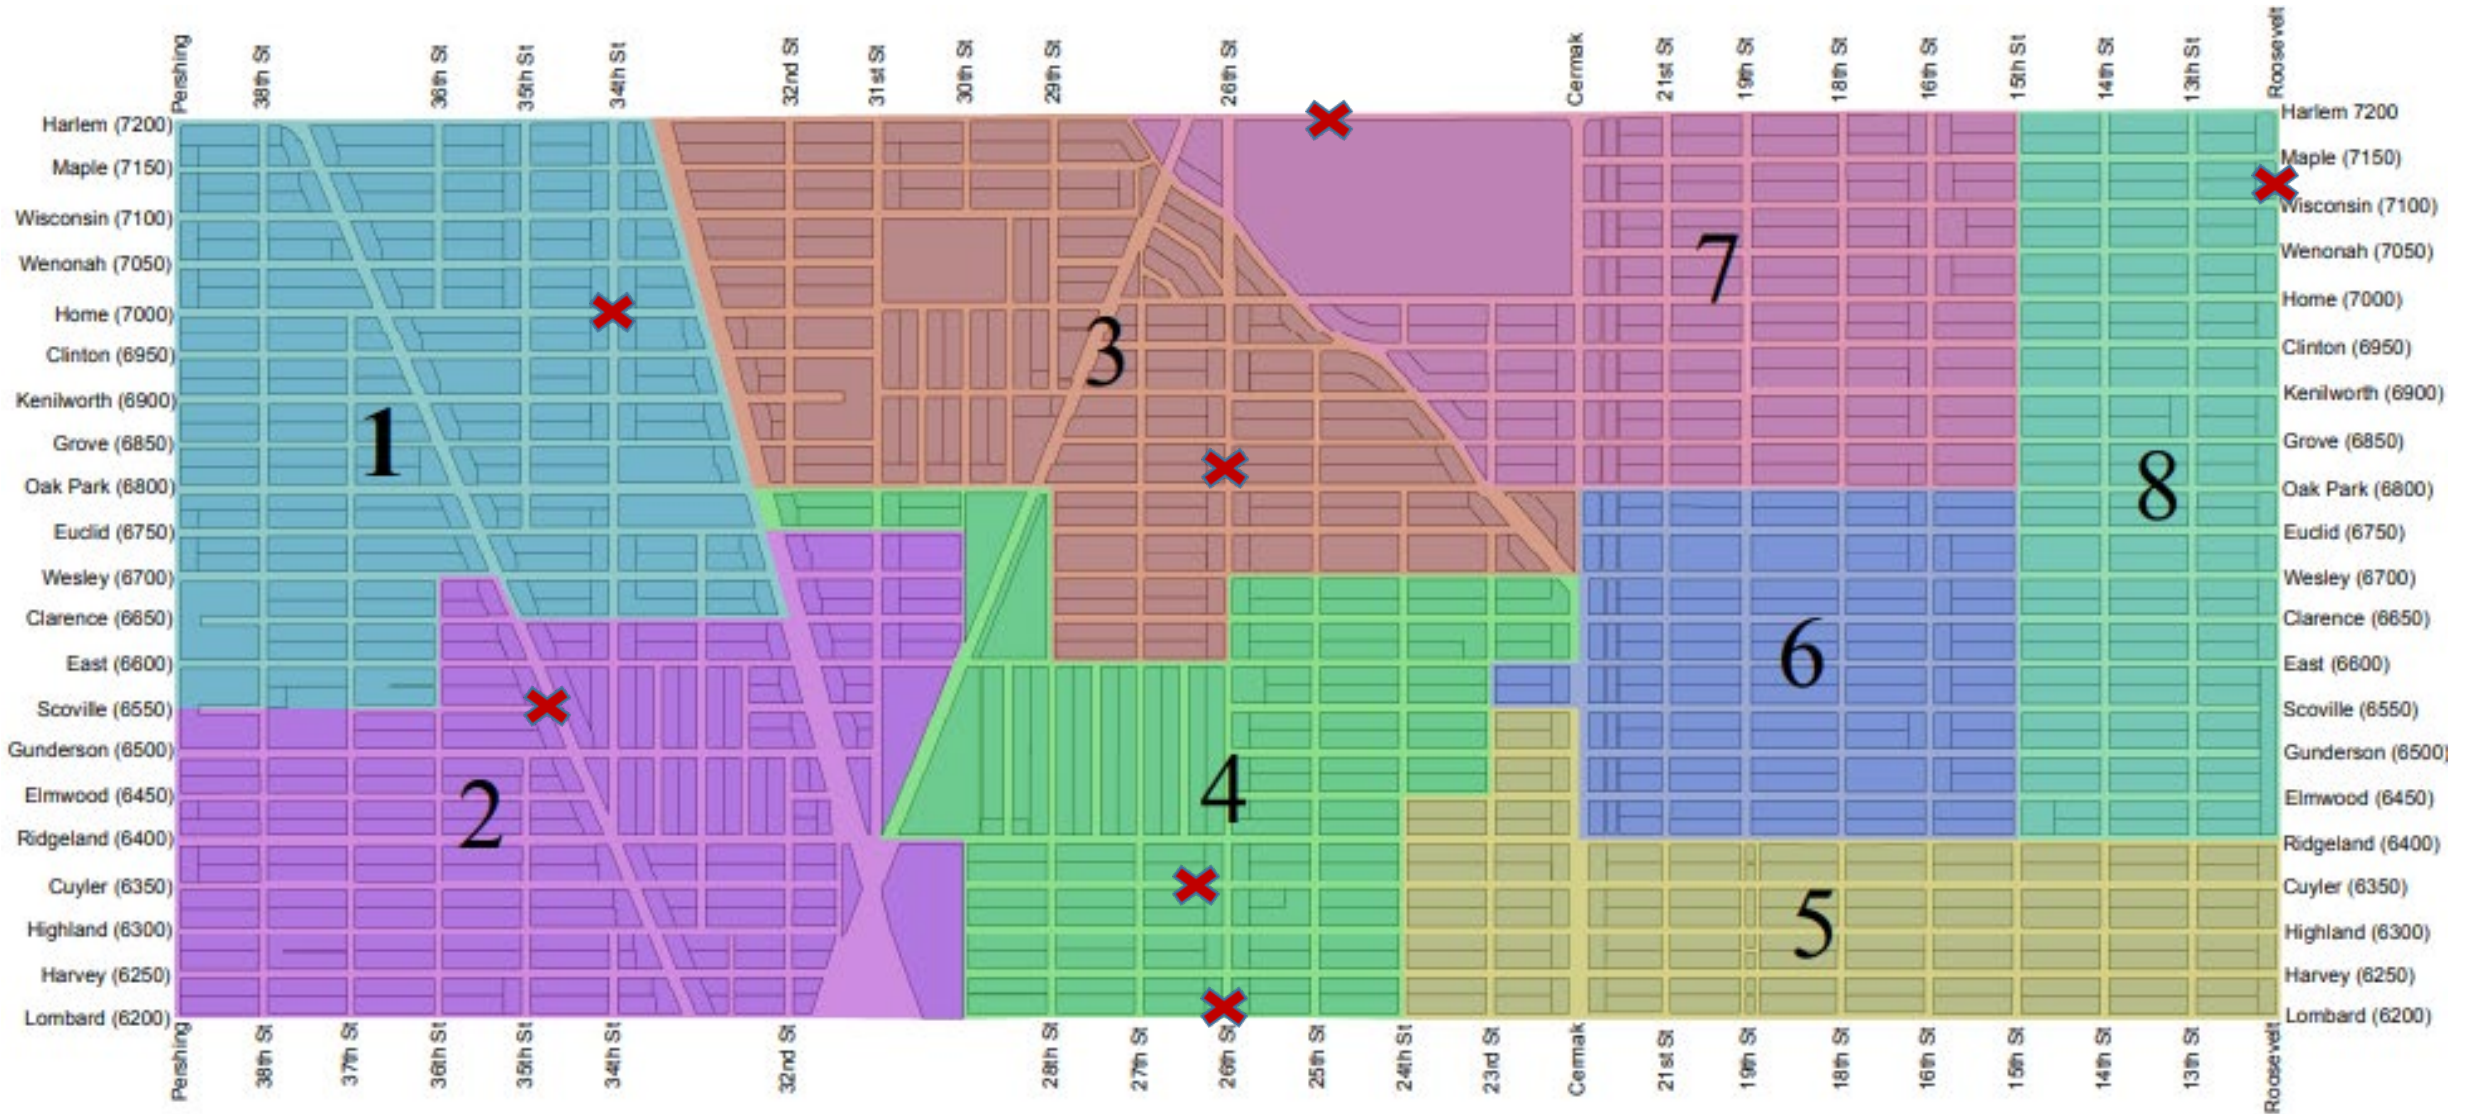 Pershing
38th St
36th St
35th St
34th St
32nd St
31st St
30th St
29th St
26th St
Cermak
21st St
19th St
18th St
16th St
15th St
14th St
13th St
Roosevelt
Harlem (7200)
Maple (7150)
Wisconsin (7100)
Wenonah (7050)
Home (7000)
Clinton (6950)
Kenilworth (6900)
Grove (6850)
Oak Park (6800)
Euclid (6750)
Wesley (6700)
Clarence (6650)
East (6600)
Scoville (6550)
Gunderson (6500)
Elmwood (6450)
Ridgeland (6400)
Cuyler (6350)
Highland (6300)
Harvey (6250)
Lombard (6200)
1
2
3
4
5
6
7
8
Harlem 7200
Maple (7150)
Wisconsin (7100)
Wenonah (7050)
Home (7000)
Clinton (6950)
Kenilworth (6900)
Grove (6850)
Oak Park (6800)
Euclid (6750)
Wesley (6700)
Clarence (6650)
East (6600)
Scoville (6550)
Gunderson (6500)
Elmwood (6450)
Ridgeland (6400)
Cuyler (6350)
Highland (6300)
Harvey (6250)
Lombard (6200)
Pershing
38th St
37th St
36th St
35th St
34th St
32nd St
28th St
27th St
26th St
25th St
24th St
23rd St
Cermak
21st St
19th St
18th St
16th St
15th St
14th St
13th St
Roosevelt